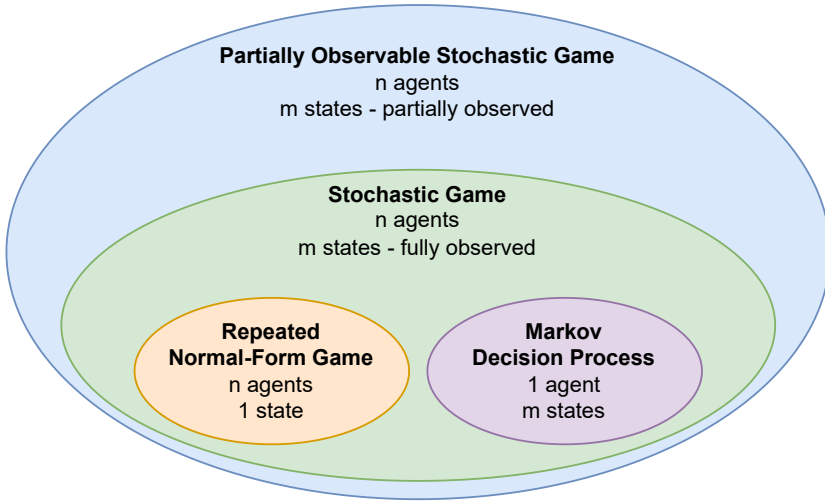 Partially Observable Stochastic Game
n agents
m states - partially observed
Stochastic Game
n agents
m states - fully observed
Repeated
Normal-Form Game
n agents
1 state
Markov
Decision Process
1 agent
m states